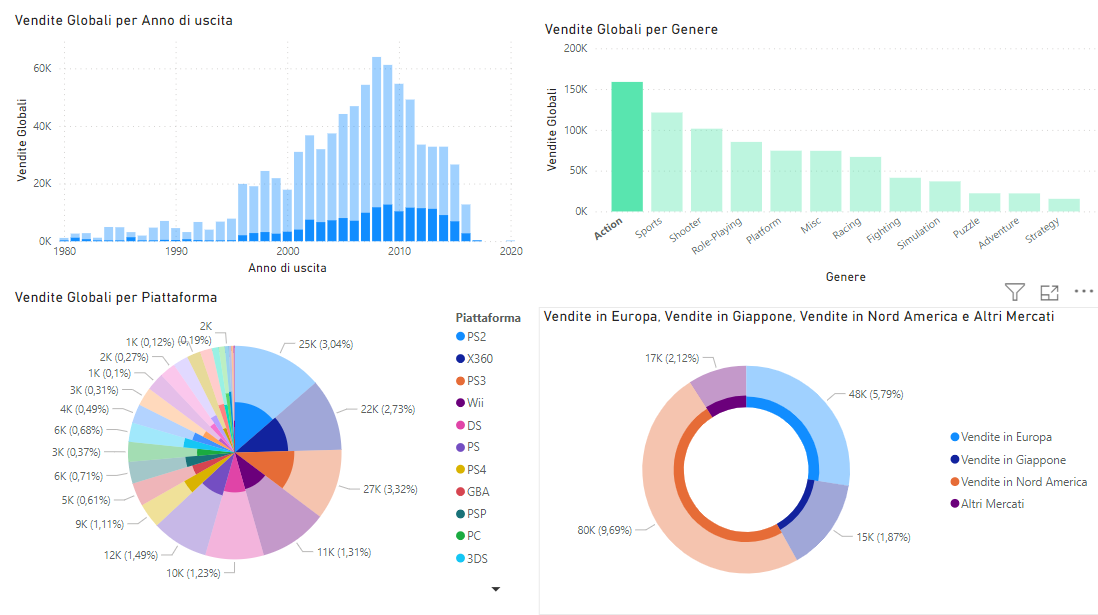 Vendite Globali per Anno di uscita
Vendite Globali
60K
40K
20K
0K
1980
1990
2000
2010
2020
Anno di uscita
Vendite Globali per Genere
Vendite Globali
200K
150K
100K
50K
0K
Action
Sports
Shooter
Role-Playing
Platform
Misc
Racing
Fighting
Simulation
Puzzle
Adventure
Strategy
Genere
Vendite Globali per Piattaforma
2K
(0,19%)
1K (0,12%)
2K (0,27%)
1K (0,1%)
3K (0,31%)
4K (0,49%)
6K (0,68%)
3K (0,37%)
6K (0,71%)
5K (0,61%)
9K (1,11%)
12K (1,49%)
10K (1,23%)
11K (1,31%)
27K (3,32%)
22K (2,73%)
25K (3,04%)
Piattaforma
PS2
X360
PS3
Wii
DS
PS
PS4
GBA
PSP
PC
3DS
Vendite in Europa, Vendite in Giappone, Vendite in Nord America e Altri Mercati
17K (2,12%)
48K (5,79%)
80K (9,69%)
15K (1,87%)
Vendite in Europa
Vendite in Giappone
Vendite in Nord America
Altri Mercati